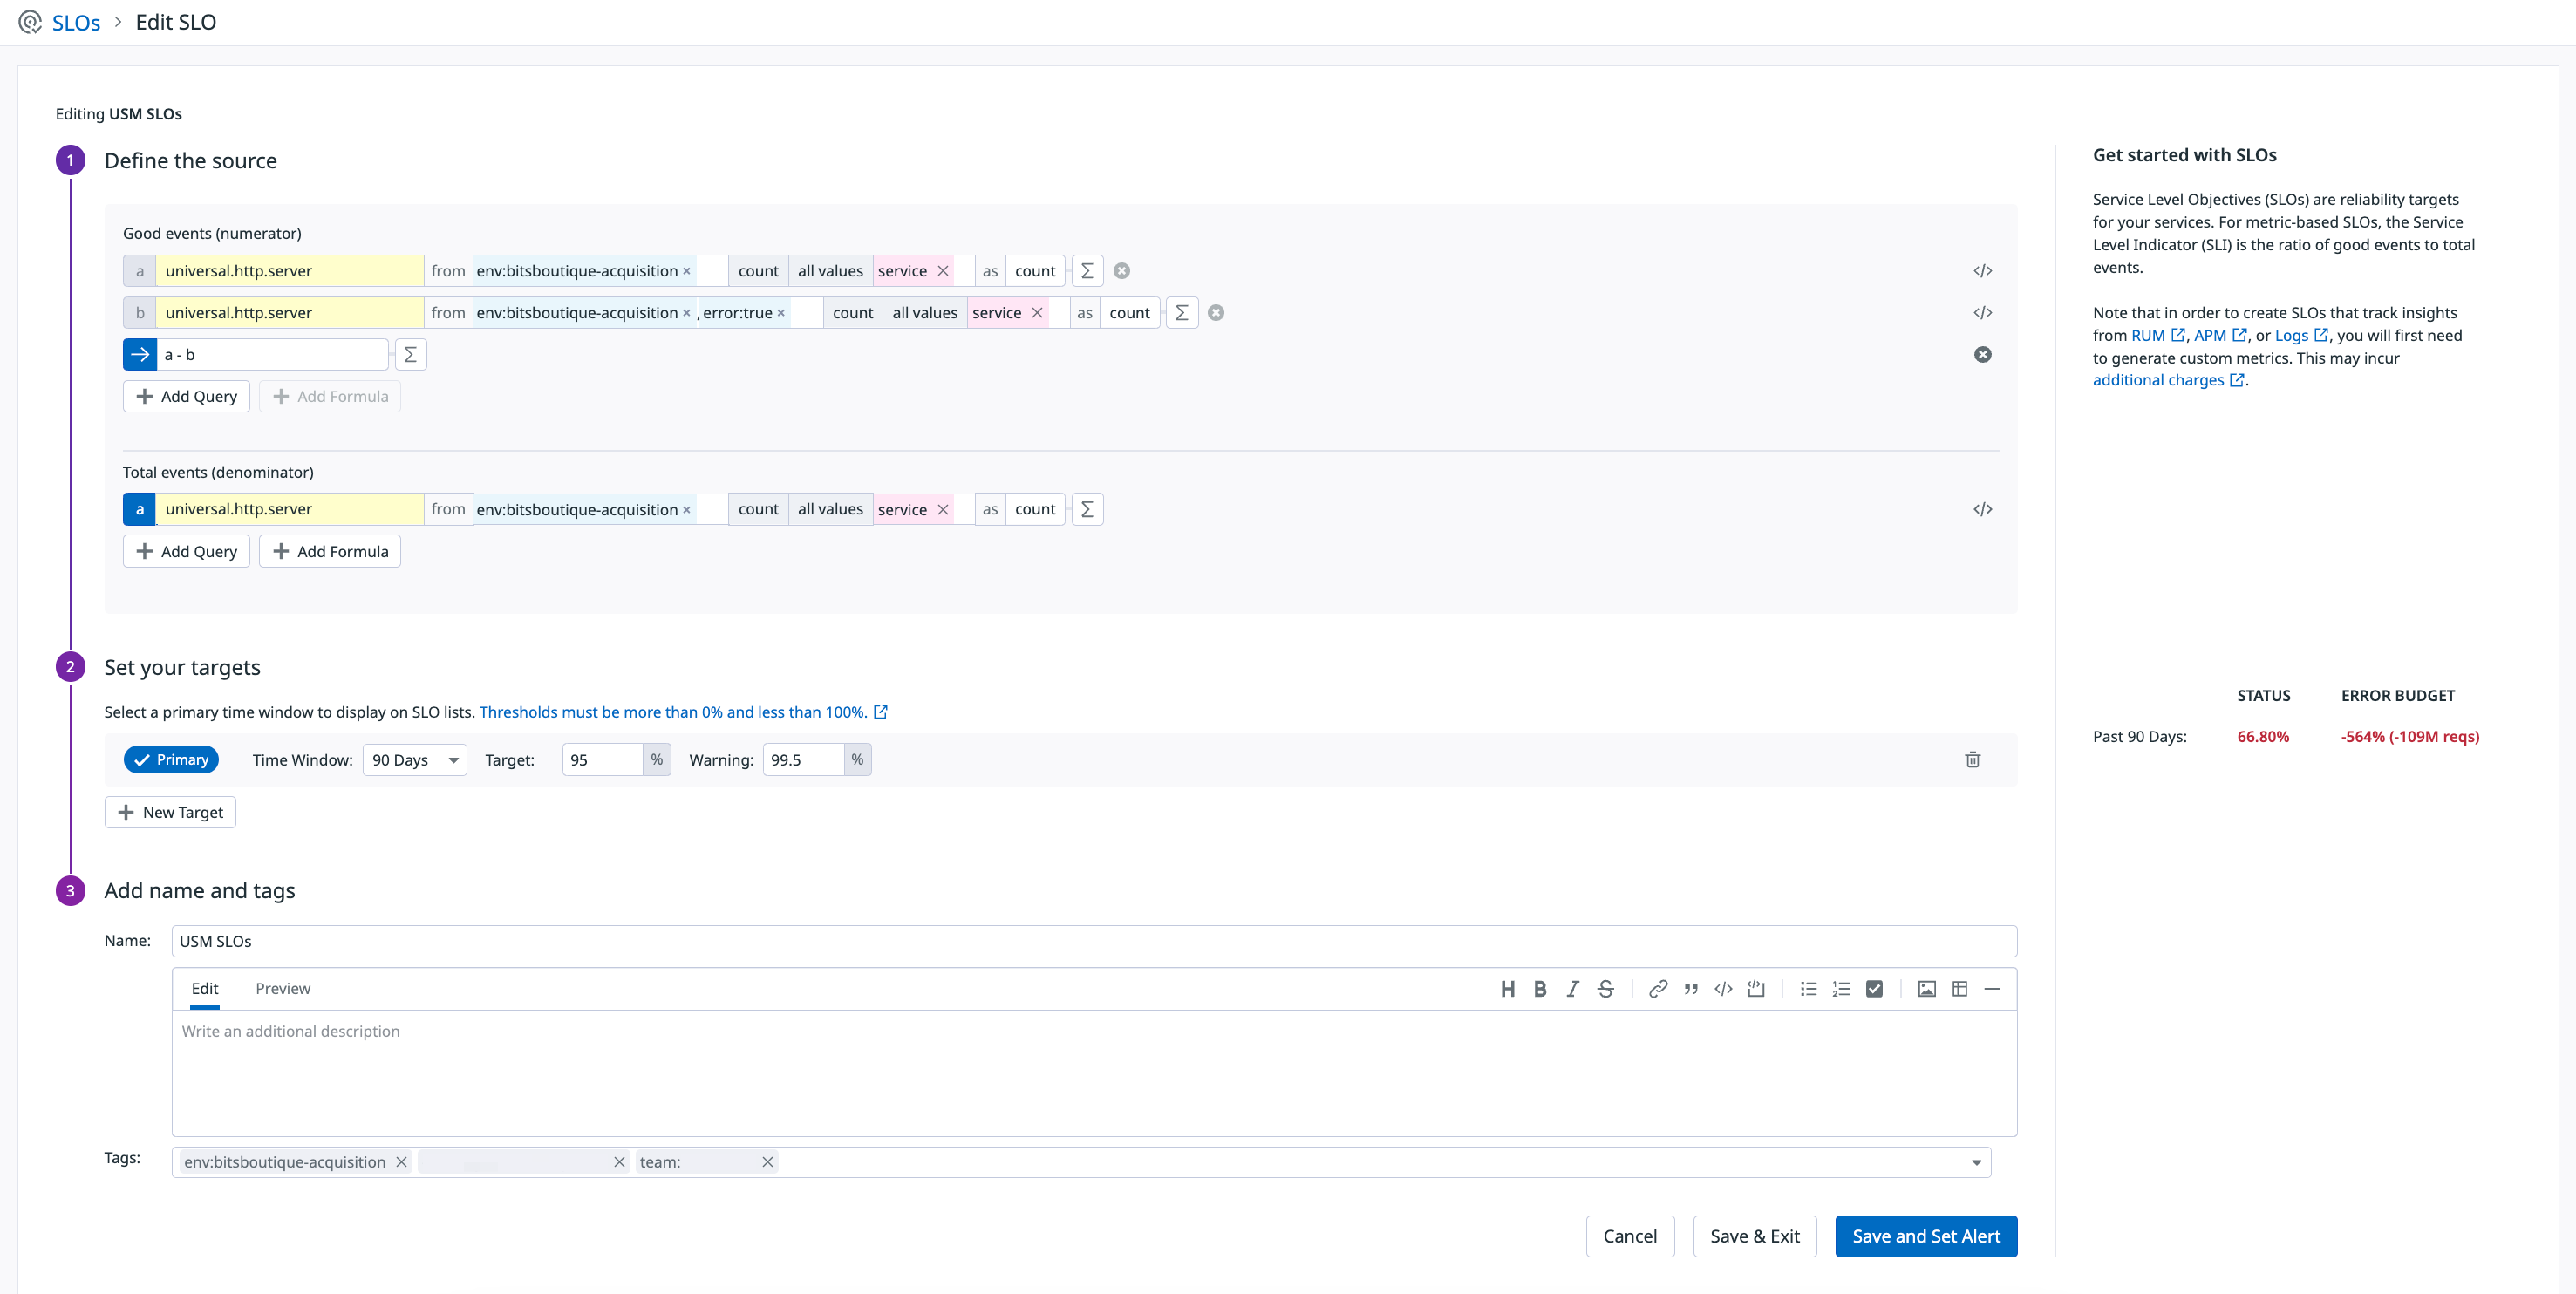 SLOs > Edit SLO
Editing USM SLOs
1 Define the source
Good events (numerator)
a universal.http.server from env:bitsboutique-acquisition × count all values service × as count Σ
b universal.http.server from env:bitsboutique-acquisition × , error:true × count all values service × as count Σ
a - b Σ
+ Add Query + Add Formula
Total events (denominator)
a universal.http.server from env:bitsboutique-acquisition × count all values service × as count Σ
+ Add Query + Add Formula
2 Set your targets
Select a primary time window to display on SLO lists. Thresholds must be more than 0% and less than 100%.
Primary Time Window: 90 Days Target: 95 % Warning: 99.5 %
+ New Target
3 Add name and tags
Name: USM SLOs
Edit Preview
Write an additional description
Tags: env:bitsboutique-acquisition × × team: ×
Cancel Save & Exit Save and Set Alert
Get started with SLOs
Service Level Objectives (SLOs) are reliability targets
for your services. For metric-based SLOs, the Service
Level Indicator (SLI) is the ratio of good events to total
events.
Note that in order to create SLOs that track insights
from RUM, APM, or Logs, you will first need
to generate custom metrics. This may incur
additional charges.
STATUS ERROR BUDGET
Past 90 Days: 66.80% -564% (-109M reqs)